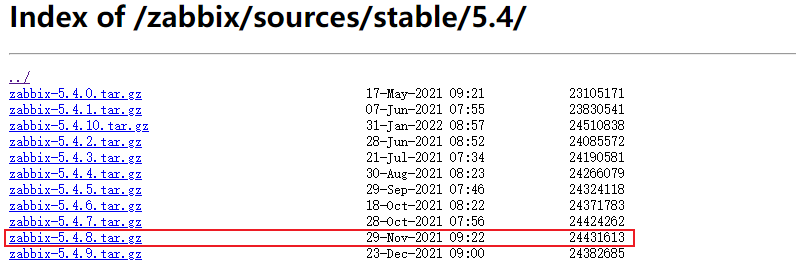 Index of /zabbix/sources/stable/5.4/
../
zabbix-5.4.0.tar.gz 17-May-2021 09:21 23105171
zabbix-5.4.1.tar.gz 07-Jun-2021 07:55 23830541
zabbix-5.4.10.tar.gz 31-Jan-2022 08:57 24510838
zabbix-5.4.2.tar.gz 28-Jun-2021 08:52 24085572
zabbix-5.4.3.tar.gz 21-Jul-2021 07:34 24190581
zabbix-5.4.4.tar.gz 30-Aug-2021 08:23 24266079
zabbix-5.4.5.tar.gz 29-Sep-2021 07:46 24324118
zabbix-5.4.6.tar.gz 18-Oct-2021 08:22 24371783
zabbix-5.4.7.tar.gz 28-Oct-2021 07:56 24424262
zabbix-5.4.8.tar.gz 29-Nov-2021 09:22 24431613
zabbix-5.4.9.tar.gz 23-Dec-2021 09:00 24382685